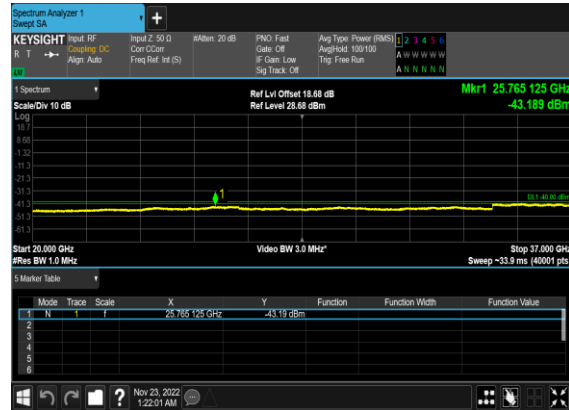 Spectrum Analyzer 1
Swept SA
KEYSIGHT Input: RF Input Z: 50 Ω #Atten: 20 dB PNO: Fast Avg Type: Power (RMS) 1 2 3 4 5 6
R T Coupling: DC Corr CCorr Gate: Off Avg|Hold: 100/100 A W W W W W
Align: Auto Freq Ref: Int (S) IF Gain: Low Trig: Free Run
LW Sig Track: Off A N N N N N
1 Spectrum Ref Lvl Offset 18.68 dB Mkr1 25.765 125 GHz
Scale/Div 10 dB Ref Level 28.68 dBm -43.189 dBm
Log
18.7
8.68
-1.32
-11.3
-21.3
-31.3
1
DL1 -40.00 dBm
-41.3
-51.3
-61.3
Start 20.000 GHz Video BW 3.0 MHz* Stop 37.000 GHz
#Res BW 1.0 MHz Sweep ~33.9 ms (40001 pts)
5 Marker Table
Mode Trace Scale X Y Function Function Width Function Value
1 N 1 f 25.765 125 GHz -43.19 dBm
2
3
4
5
6
? Nov 23, 2022
1:22:01 AM